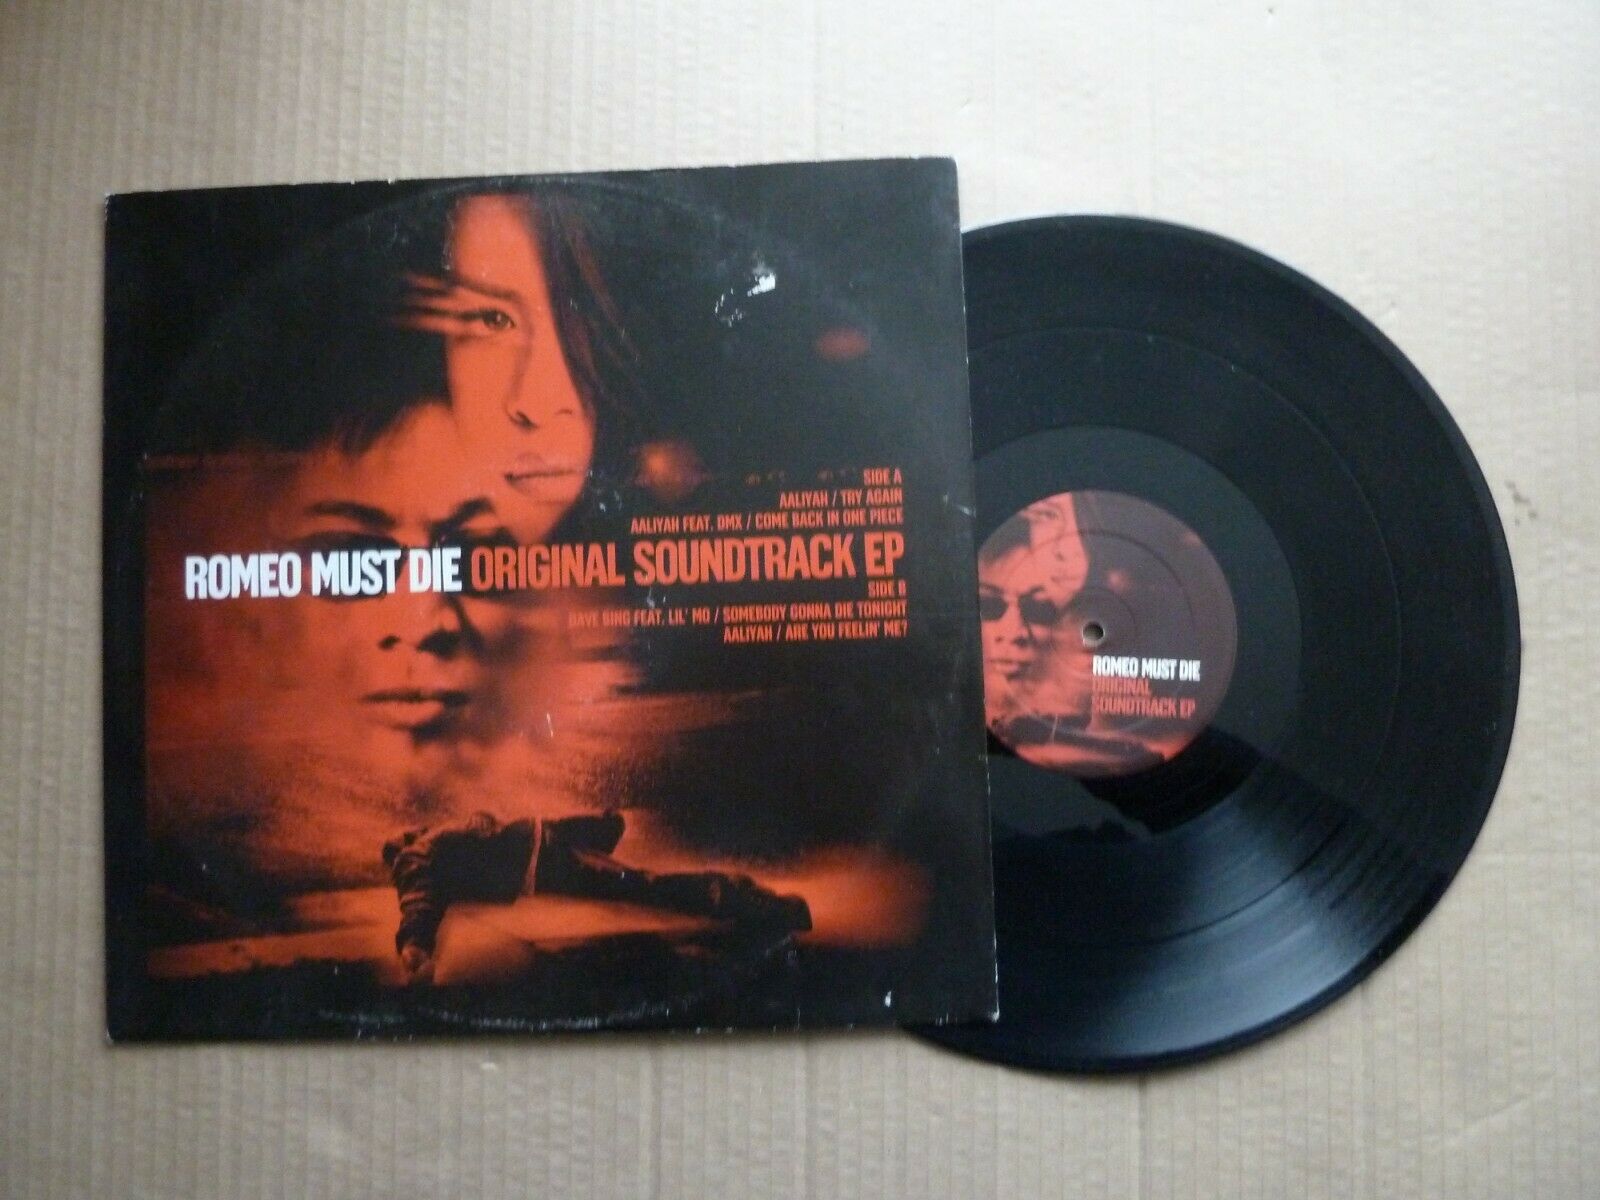 SIDE A
AALIYAH / TRY AGAIN
AALIYAH FEAT. DMX / COME BACK IN ONE PIECE
ROMEO MUST DIE ORIGINAL SOUNDTRACK EP
SIDE B
DAVE BING FEAT. LIL' MO / SOMEBODY GONNA DIE TONIGHT
AALIYAH / ARE YOU FEELIN' ME?
ROMEO MUST DIE
ORIGINAL
SOUNDTRACK EP